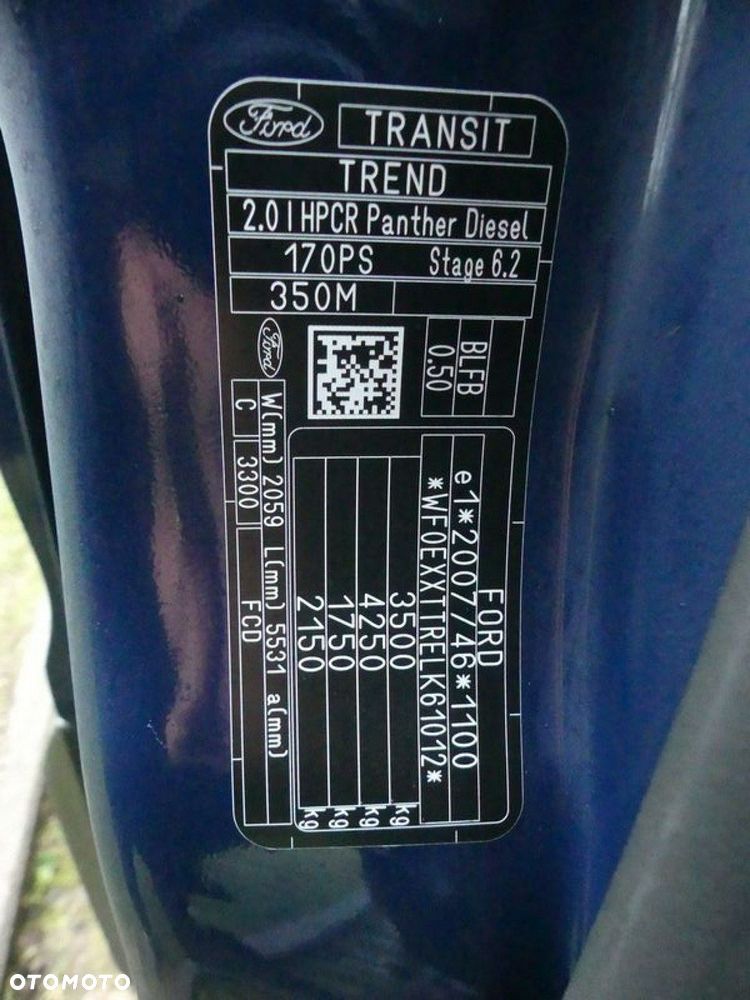 Ford
TRANSIT
TREND
2.0 l HPCR Panther Diesel
170PS Stage 6.2
350M
Ford
BLFB
0.50
FORD
e1*2007/46*1100
*WF0EXXTTRELK61012*
3500 kg
4250 kg
1750 kg
2150 kg
W(mm) 2059 L(mm) 5531 a(mm)
C 3300 FCD
OTOMOTO